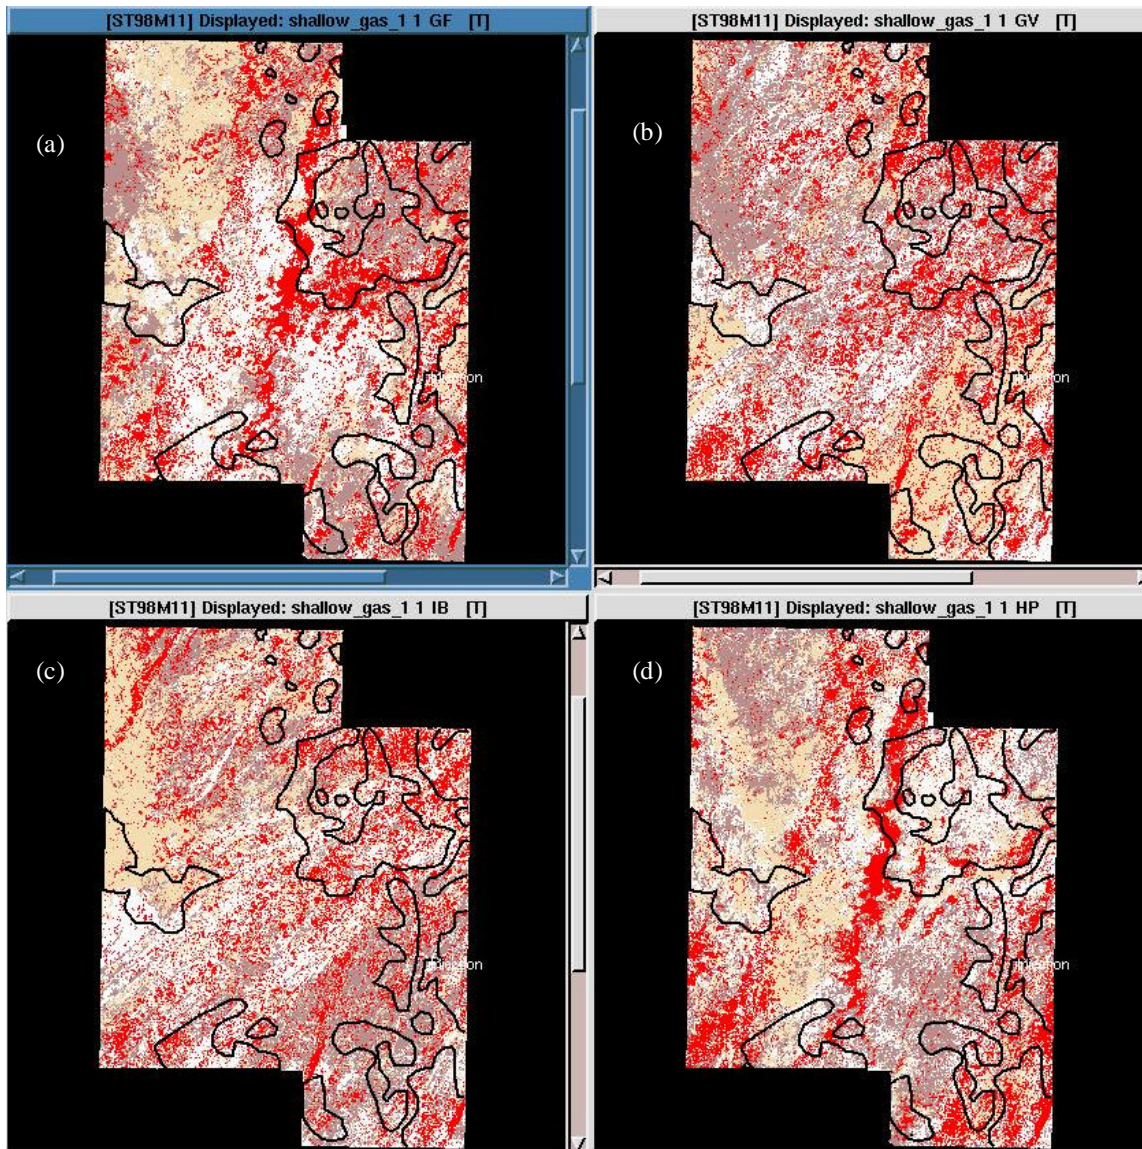 [ST98M11] Displayed: shallow_gas_1 1 GF [T]
[ST98M11] Displayed: shallow_gas_1 1 GV [T]
(a)
(b)
[ST98M11] Displayed: shallow_gas_1 1 IB [T]
[ST98M11] Displayed: shallow_gas_1 1 HP [T]
(c)
(d)